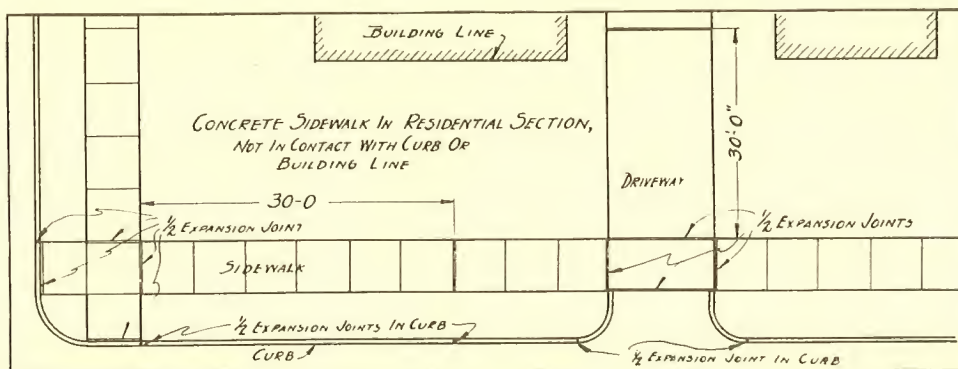 BUILDING LINE
CONCRETE SIDEWALK IN RESIDENTIAL SECTION,
NOT IN CONTACT WITH CURB OR
BUILDING LINE
30'-0"
DRIVEWAY
30-0
½ EXPANSION JOINT
½ EXPANSION JOINTS
SIDEWALK
½ EXPANSION JOINTS IN CURB
CURB
½ EXPANSION JOINT IN CURB